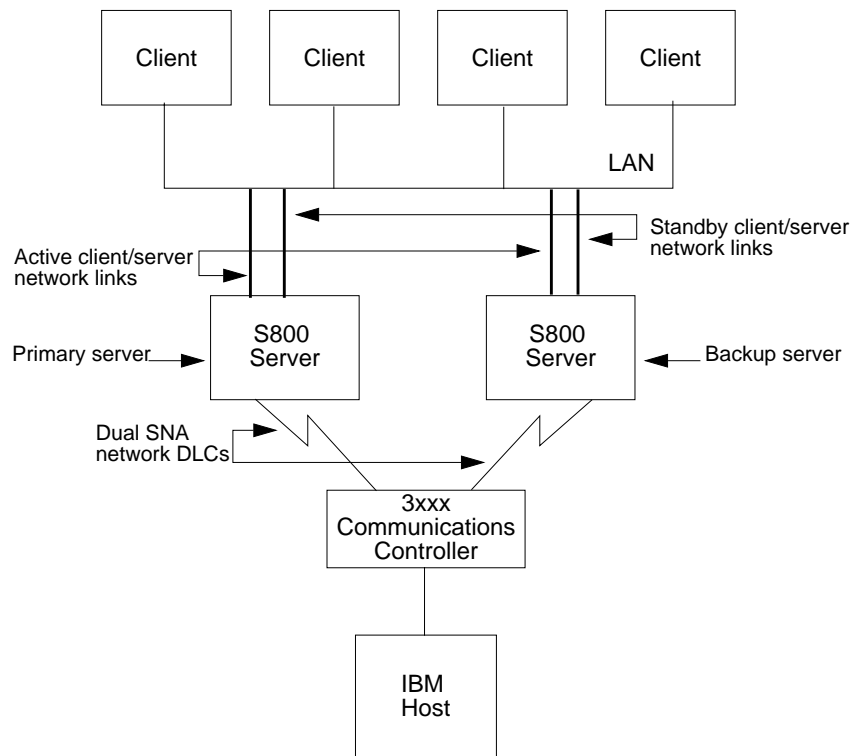 Client
Client
Client
Client
LAN
Standby client/server
network links
Active client/server
network links
S800
Server
S800
Server
Primary server
Backup server
Dual SNA
network DLCs
3xxx
Communications
Controller
IBM
Host